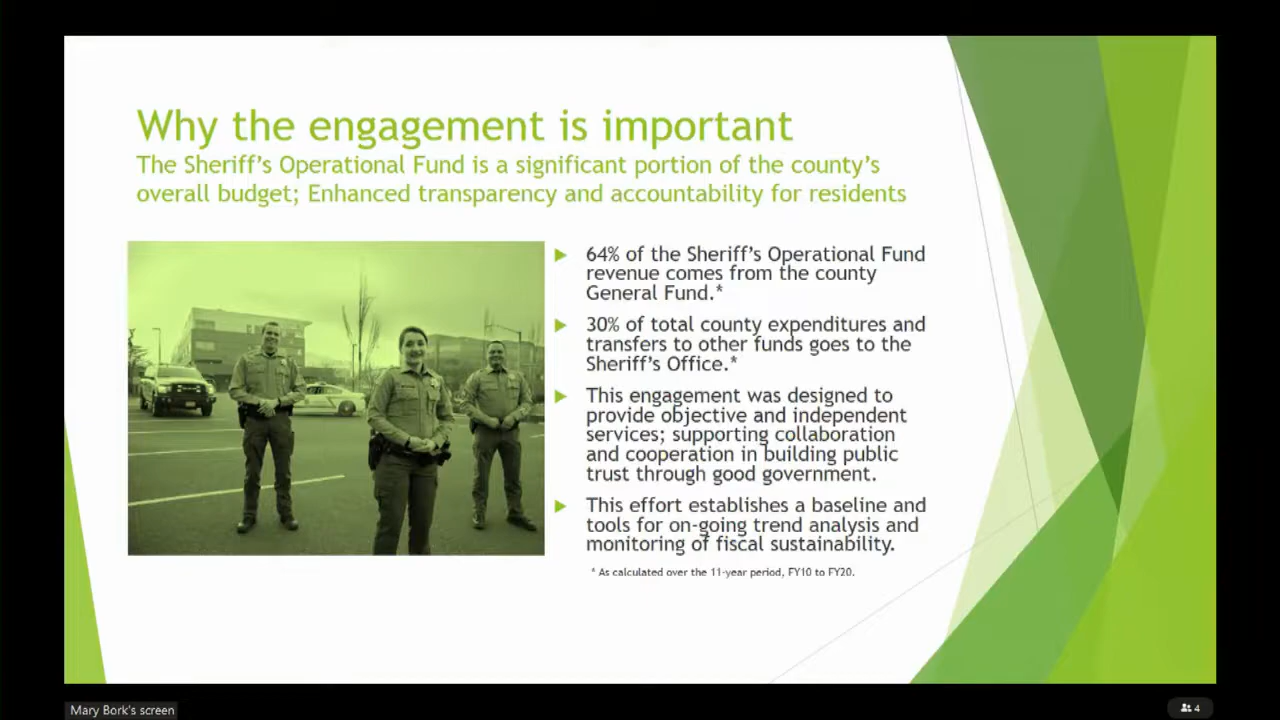 Why the engagement is important
The Sheriff's Operational Fund is a significant portion of the county's
overall budget; Enhanced transparency and accountability for residents
64% of the Sheriff's Operational Fund
revenue comes from the county
General Fund.*
30% of total county expenditures and
transfers to other funds goes to the
Sheriff's Office.*
This engagement was designed to
provide objective and independent
services; supporting collaboration
and cooperation in building public
trust through good government.
This effort establishes a baseline and
tools for on-going trend analysis and
monitoring of fiscal sustainability.
* As calculated over the 11-year period, FY10 to FY20.
Mary Bork's screen
4